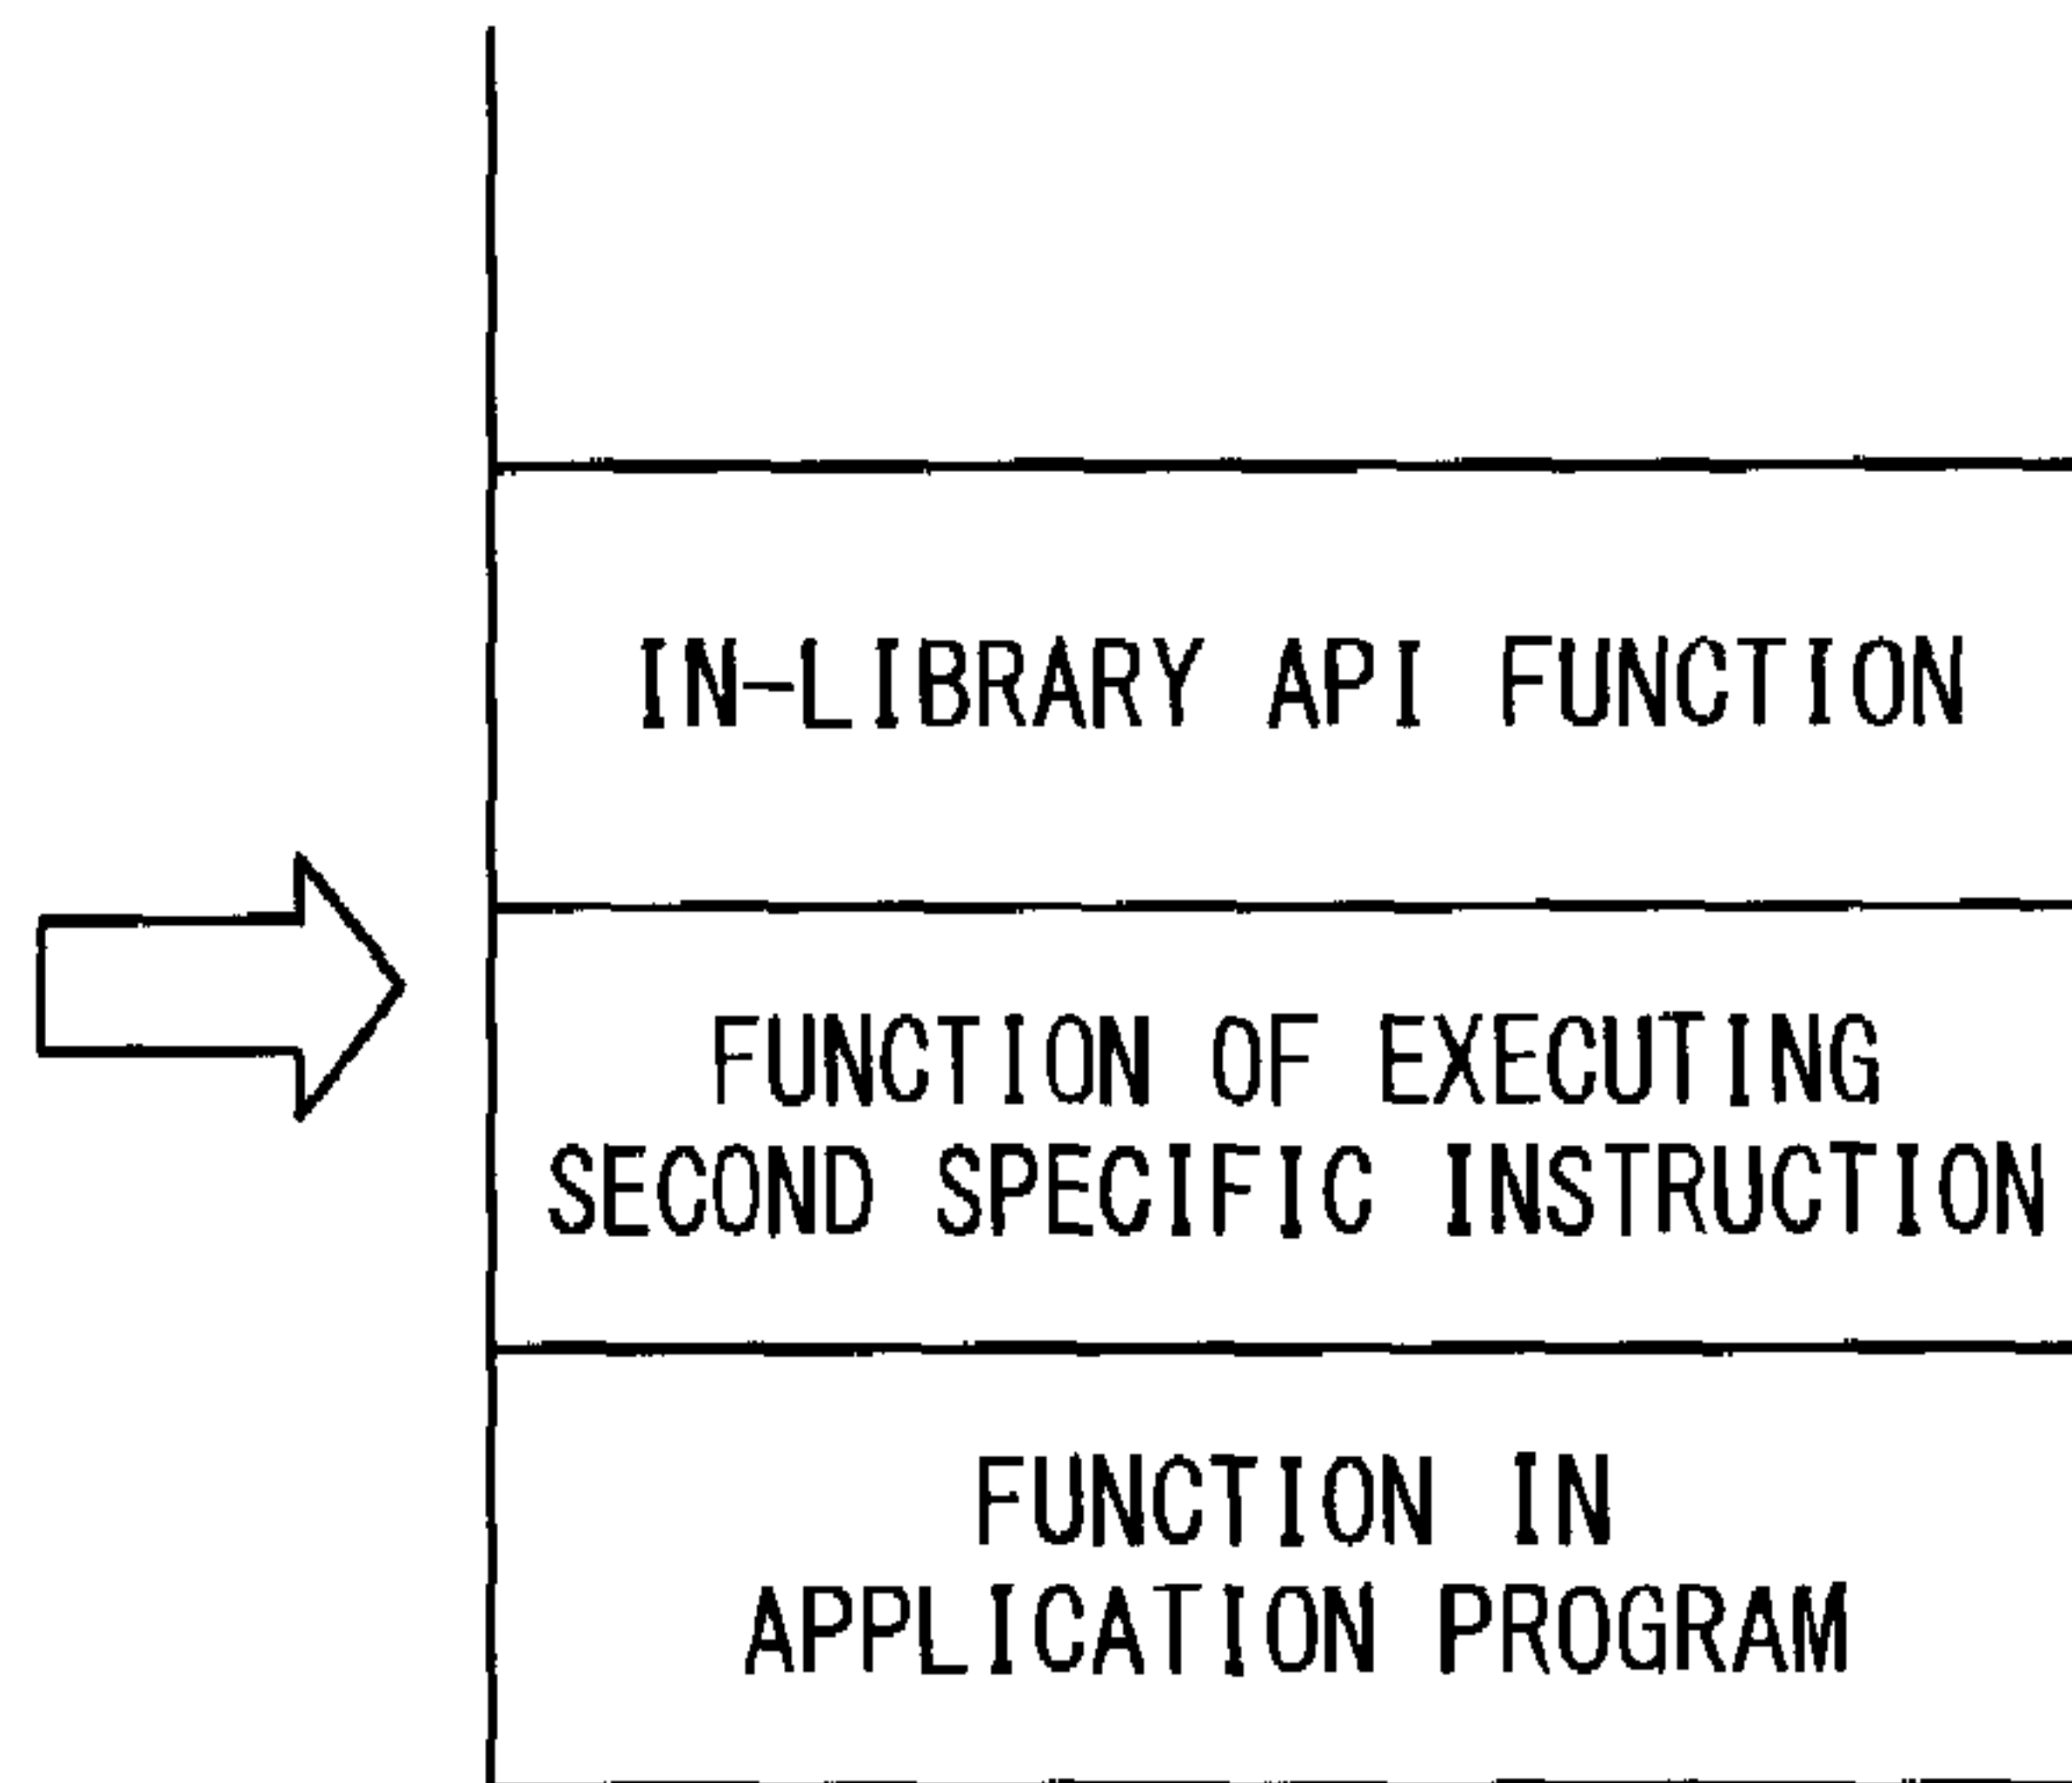 IN-LIBRARY API FUNCTION
FUNCTION OF EXECUTING
SECOND SPECIFIC INSTRUCTION
FUNCTION IN
APPLICATION PROGRAM